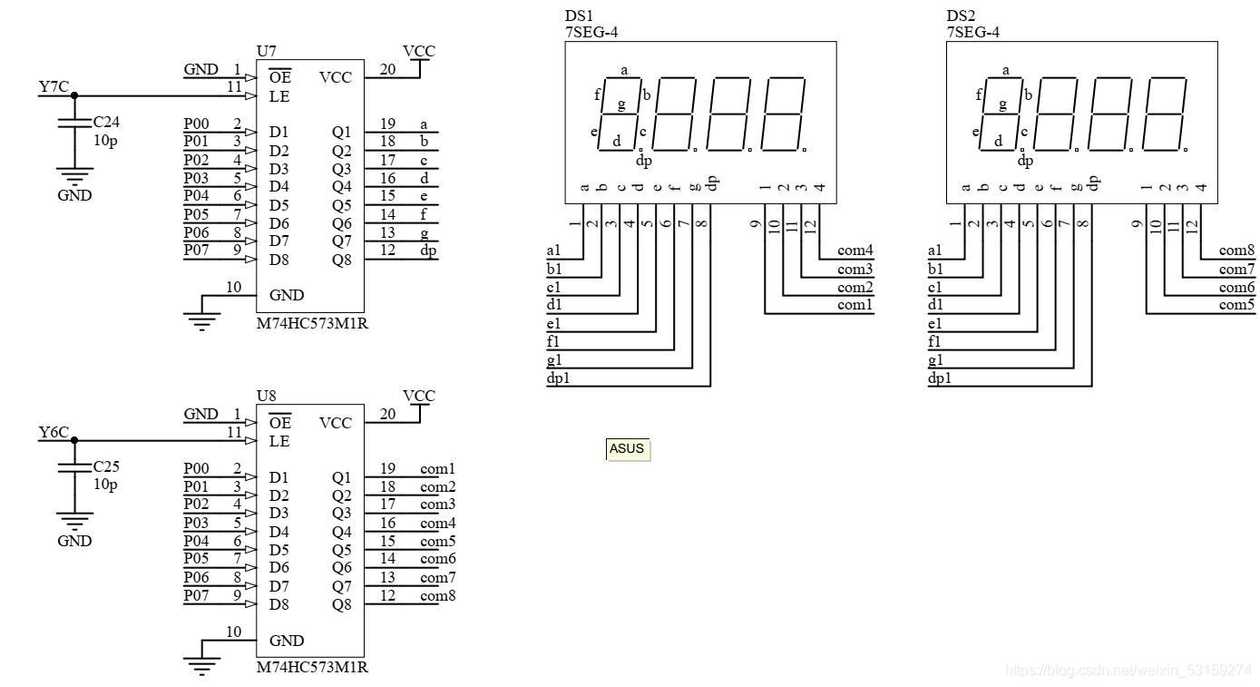 DS1
7SEG-4
DS2
7SEG-4
U7
VCC
GND 1 OE VCC 20
Y7C 11 LE
C24
10p
GND
P00 2 D1 Q1 19 a
P01 3 D2 Q2 18 b
P02 4 D3 Q3 17 c
P03 5 D4 Q4 16 d
P04 6 D5 Q5 15 e
P05 7 D6 Q6 14 f
P06 8 D7 Q7 13 g
P07 9 D8 Q8 12 dp
10 GND
M74HC573M1R
a
f b
g
e c
d
dp
a b c d e f g dp 1 2 3 4
1 2 3 4 5 6 7 8 9 10 11 12
a1 com4
b1 com3
c1 com2
d1 com1
e1
f1
g1
dp1
a
f b
g
e c
d
dp
a b c d e f g dp 1 2 3 4
1 2 3 4 5 6 7 8 9 10 11 12
a1 com8
b1 com7
c1 com6
d1 com5
e1
f1
g1
dp1
U8
VCC
GND 1 OE VCC 20
Y6C 11 LE
C25
10p
GND
P00 2 D1 Q1 19 com1
P01 3 D2 Q2 18 com2
P02 4 D3 Q3 17 com3
P03 5 D4 Q4 16 com4
P04 6 D5 Q5 15 com5
P05 7 D6 Q6 14 com6
P06 8 D7 Q7 13 com7
P07 9 D8 Q8 12 com8
10 GND
M74HC573M1R
ASUS
https://blog.csdn.net/weixin_53159274